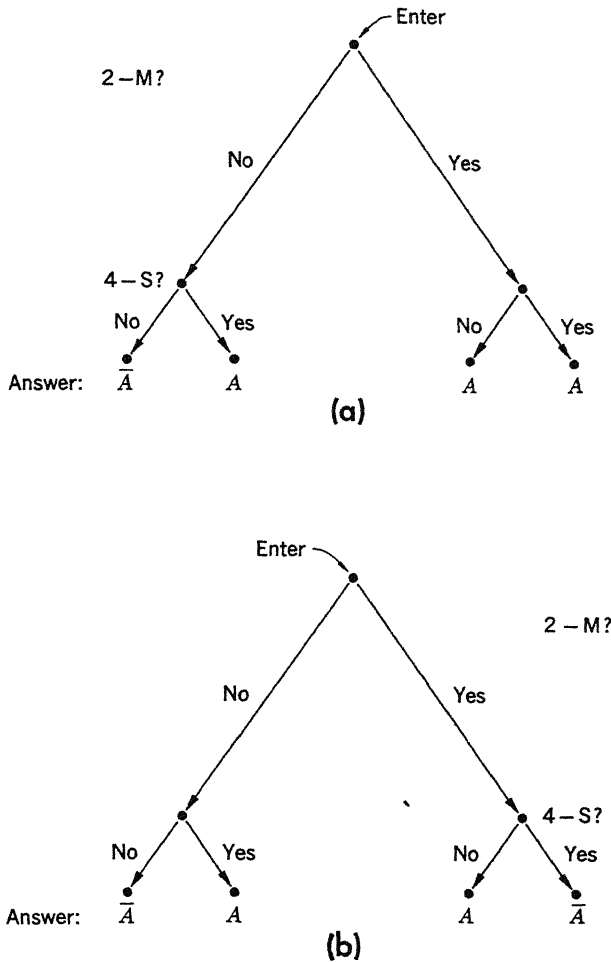 Enter
2 – M?
No Yes
4 – S?
No Yes No Yes
Answer: A̅ A A A
(a)
Enter
2 – M?
No Yes
4 – S?
No Yes No Yes
Answer: A̅ A A A̅
(b)